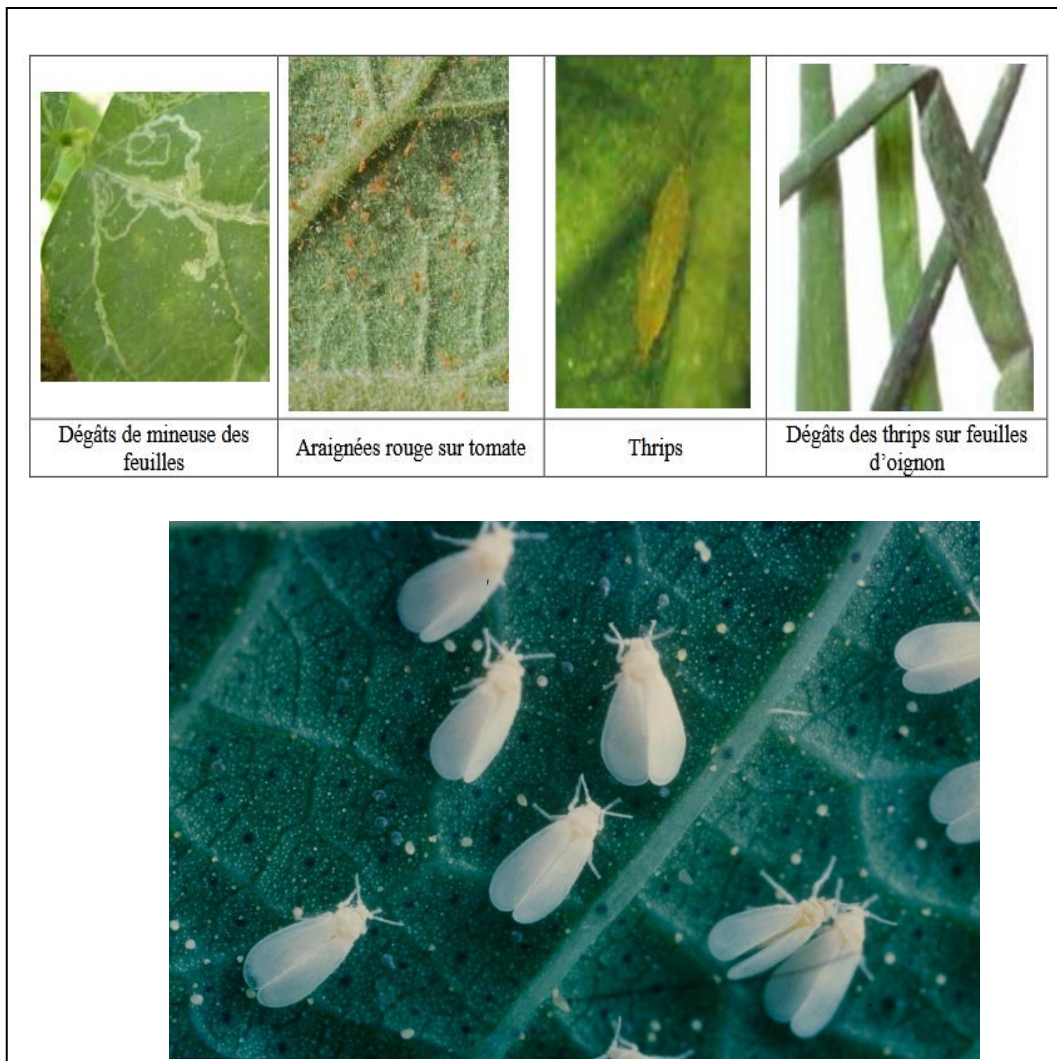 Dégâts de mineuse des
feuilles
Araignées rouge sur tomate
Thrips
Dégâts des thrips sur feuilles
d’oignon